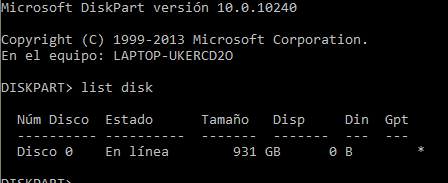 Microsoft DiskPart versión 10.0.10240
Copyright (C) 1999-2013 Microsoft Corporation.
En el equipo: LAPTOP-UKERCD2O
DISKPART> list disk
Núm Disco  Estado      Tamaño   Disp     Din  Gpt
---------- ----------  -------  -------  ---  ---
Disco 0    En línea     931 GB      0 B        *
DISKPART>